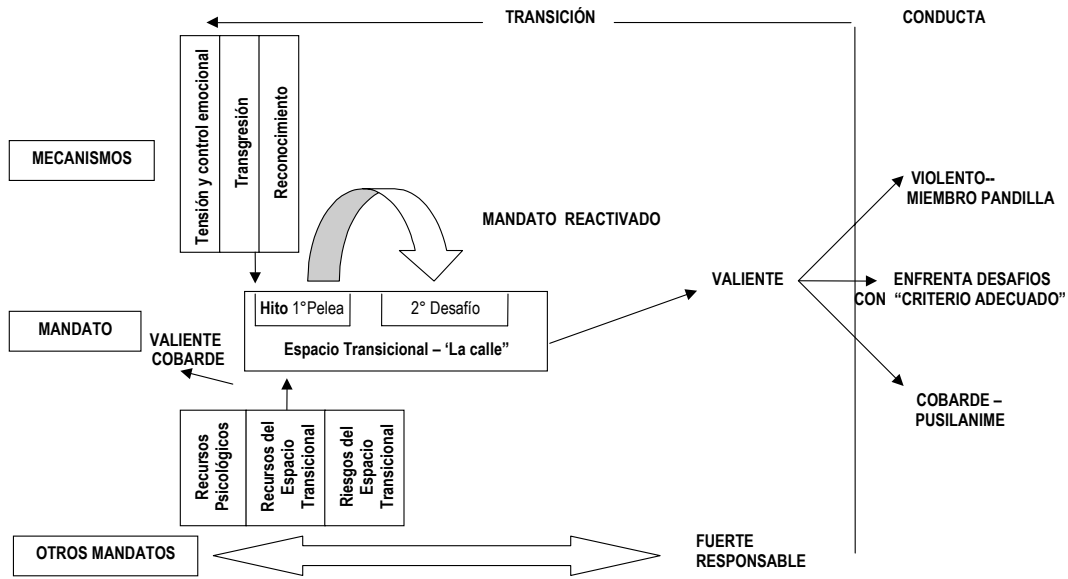 TRANSICIÓN
CONDUCTA
Tensión y control emocional
Transgresión
Reconocimiento
MECANISMOS
MANDATO REACTIVADO
VIOLENTO--
MIEMBRO PANDILLA
VALIENTE
ENFRENTA DESAFIOS
CON “CRITERIO ADECUADO”
Hito 1°Pelea
2° Desafío
Espacio Transicional – ‘La calle”
MANDATO
VALIENTE
COBARDE
COBARDE –
PUSILANIME
Recursos
Psicológicos
Recursos del
Espacio
Transicional
Riesgos del
Espacio
Transicional
OTROS MANDATOS
FUERTE
RESPONSABLE